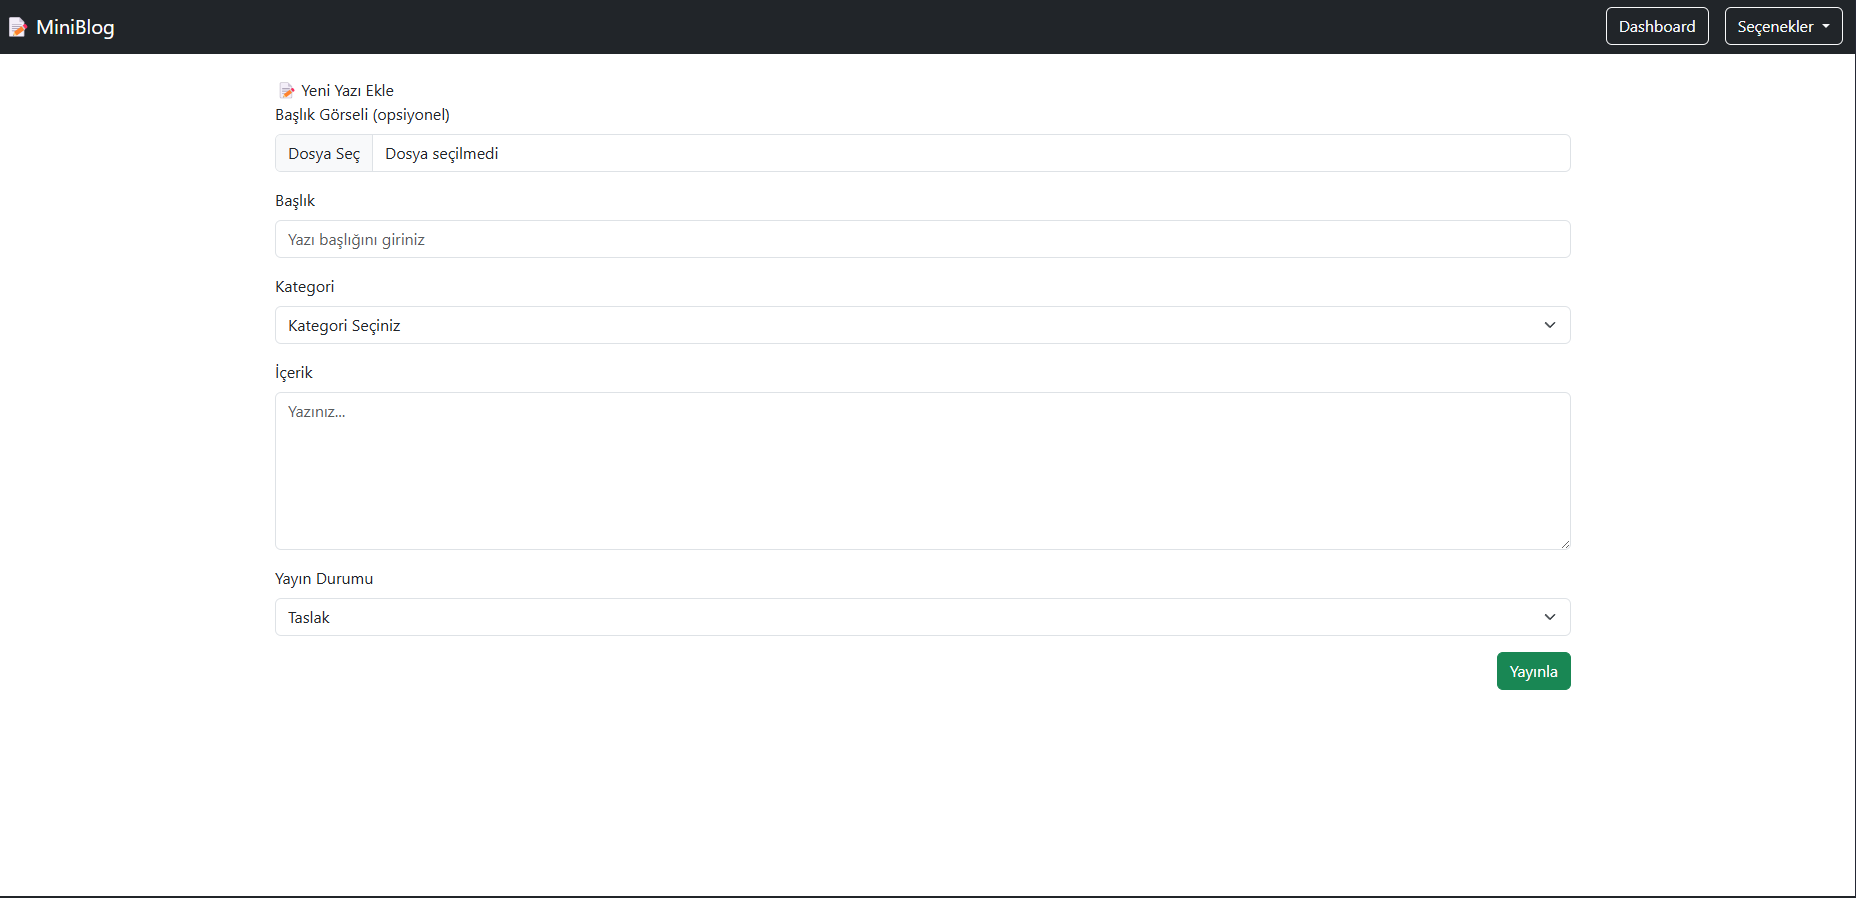 MiniBlog
Dashboard
Seçenekler
Yeni Yazı Ekle
Başlık Görseli (opsiyonel)
Dosya Seç Dosya seçilmedi
Başlık
Yazı başlığını giriniz
Kategori
Kategori Seçiniz
İçerik
Yazınız...
Yayın Durumu
Taslak
Yayınla